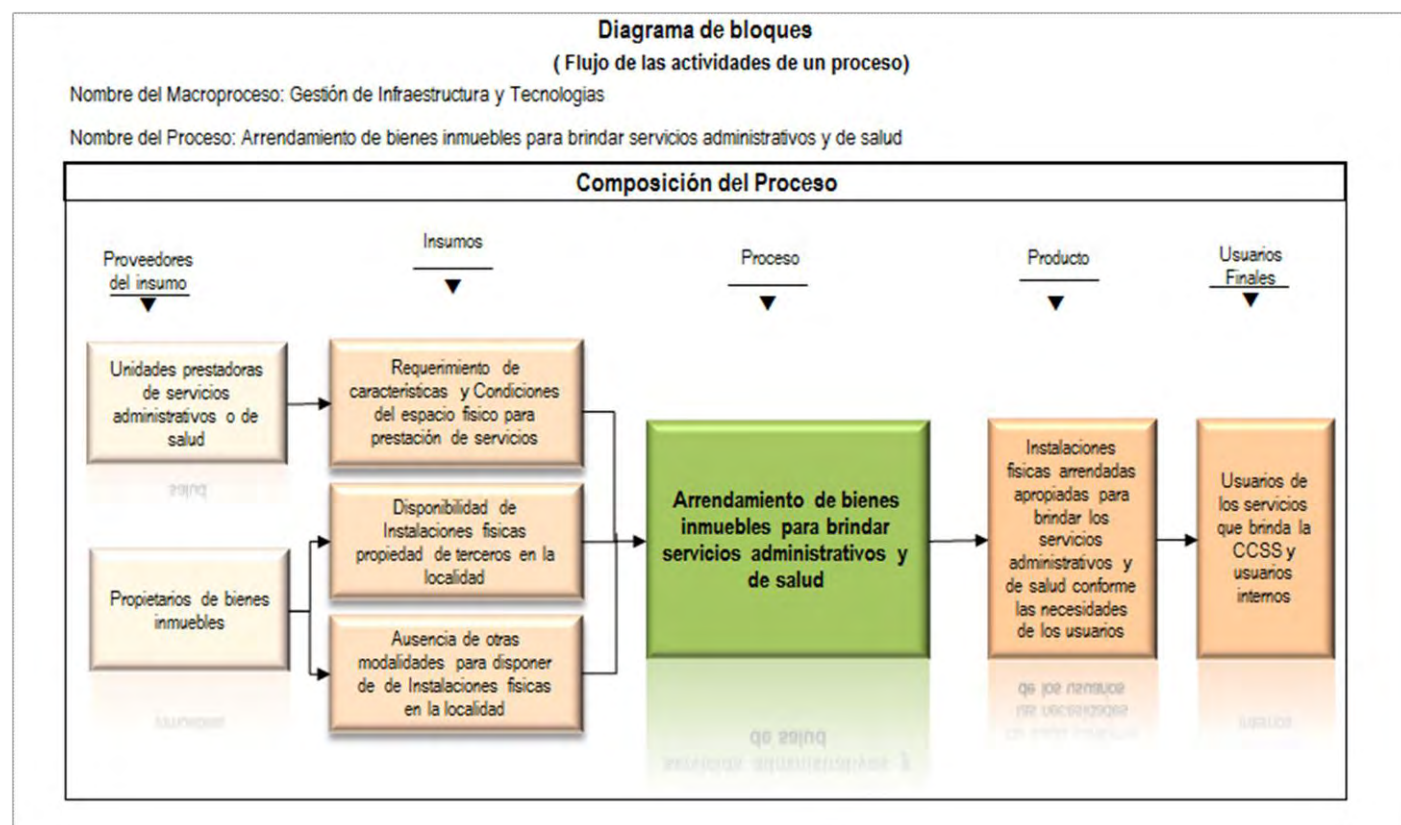 Diagrama de bloques
( Flujo de las actividades de un proceso)
Nombre del Macroproceso: Gestión de Infraestructura y Tecnologias
Nombre del Proceso: Arrendamiento de bienes inmuebles para brindar servicios administrativos y de salud
Composición del Proceso
Proveedores
del insumo
Insumos
Proceso
Producto
Usuarios
Finales
Unidades prestadoras
de servicios
administrativos o de
salud
Requerimiento de
características y Condiciones
del espacio físico para
prestación de servicios
Disponibilidad de
Instalaciones físicas
propiedad de terceros en la
localidad
Propietarios de bienes
inmuebles
Ausencia de otras
modalidades para disponer
de de Instalaciones físicas
en la localidad
Arrendamiento de bienes
inmuebles para brindar
servicios administrativos y
de salud
Instalaciones
físicas arrendadas
apropiadas para
brindar los
servicios
administrativos y
de salud conforme
las necesidades
de los usuarios
Usuarios de
los servicios
que brinda la
CCSS y
usuarios
internos